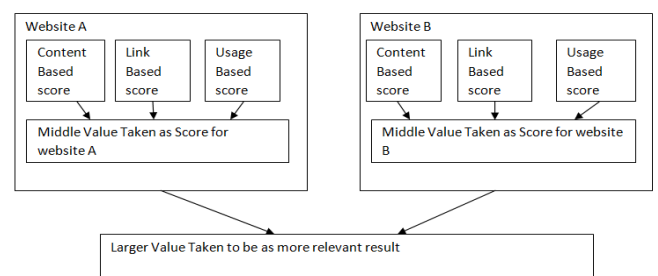 Website A
Content
Based
score
Link
Based
score
Usage
Based
score
Middle Value Taken as Score for
website A
Website B
Content
Based
score
Link
Based
score
Usage
Based
score
Middle Value Taken as Score for website
B
Larger Value Taken to be as more relevant result